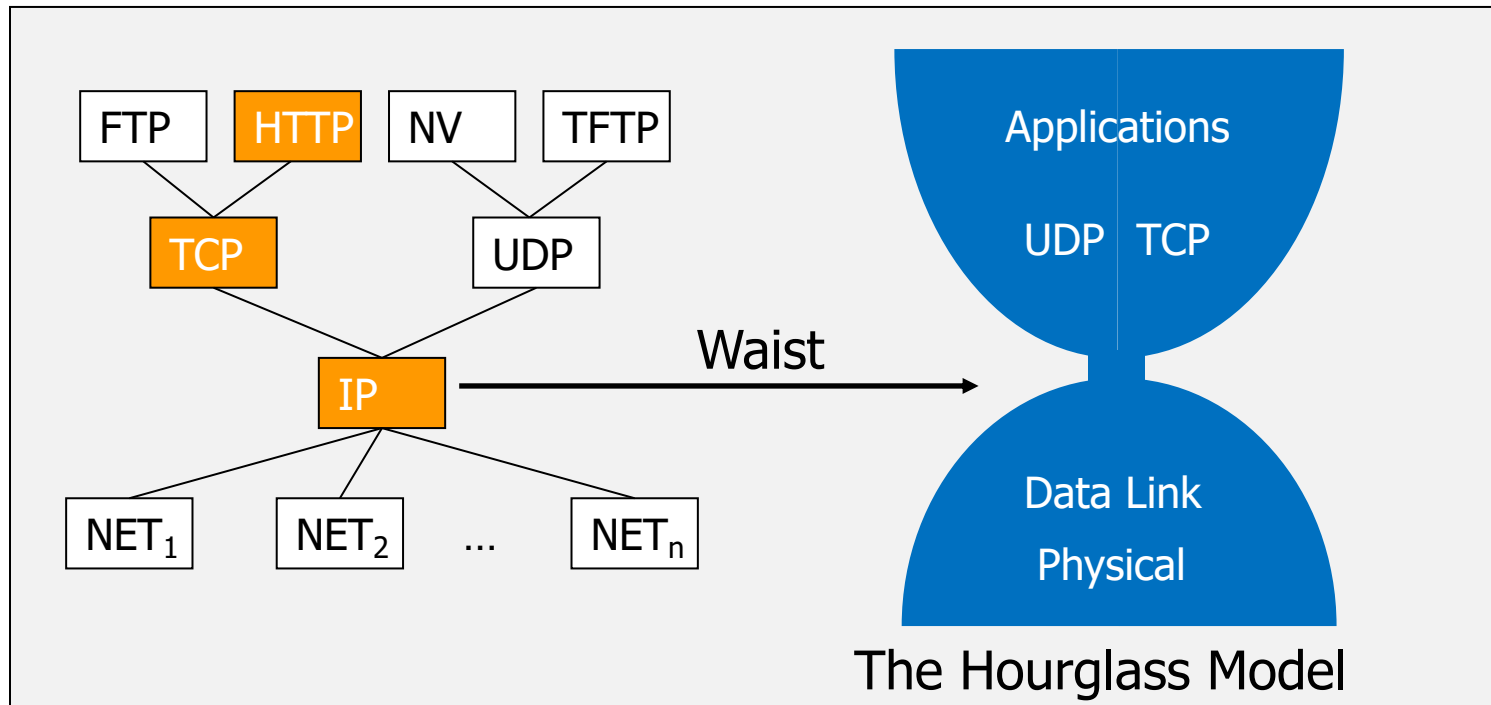 FTP HTTP NV TFTP
TCP UDP
IP
NET₁ NET₂ ... NETₙ
Waist
Applications
UDP TCP
Data Link
Physical
The Hourglass Model